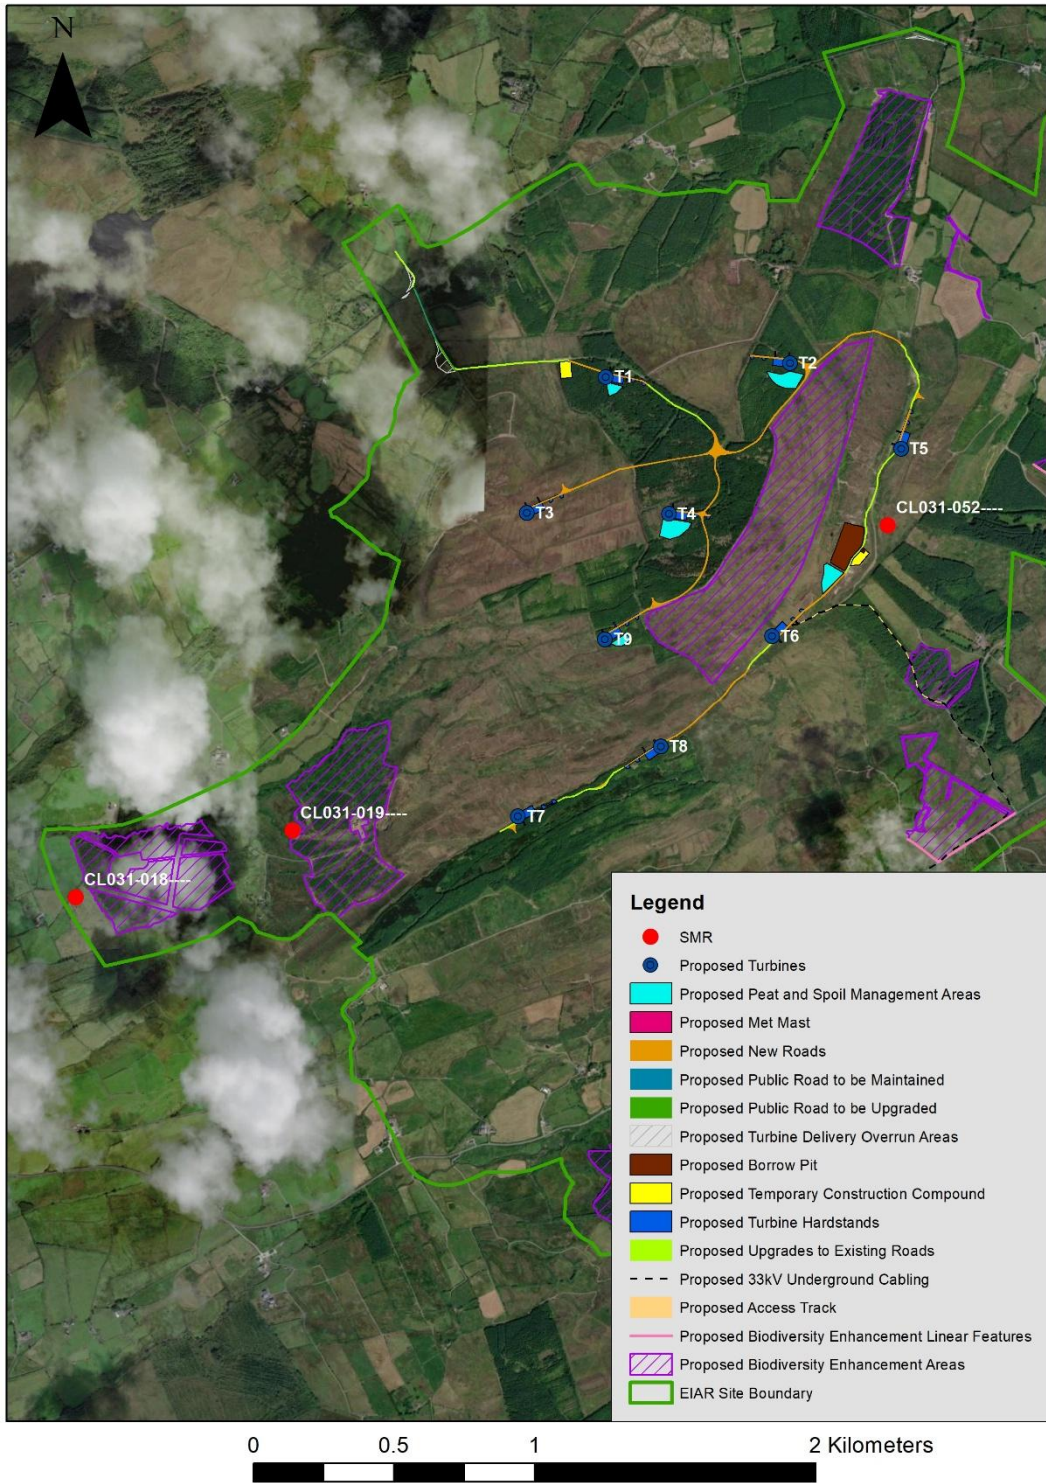 N
T1
T2
T5
T3
T4
CL031-052----
T9
T6
T8
CL031-019----
T7
CL031-018----
Legend
SMR
Proposed Turbines
Proposed Peat and Spoil Management Areas
Proposed Met Mast
Proposed New Roads
Proposed Public Road to be Maintained
Proposed Public Road to be Upgraded
Proposed Turbine Delivery Overrun Areas
Proposed Borrow Pit
Proposed Temporary Construction Compound
Proposed Turbine Hardstands
Proposed Upgrades to Existing Roads
Proposed 33kV Underground Cabling
Proposed Access Track
Proposed Biodiversity Enhancement Linear Features
Proposed Biodiversity Enhancement Areas
EIAR Site Boundary
0 0.5 1 2 Kilometers